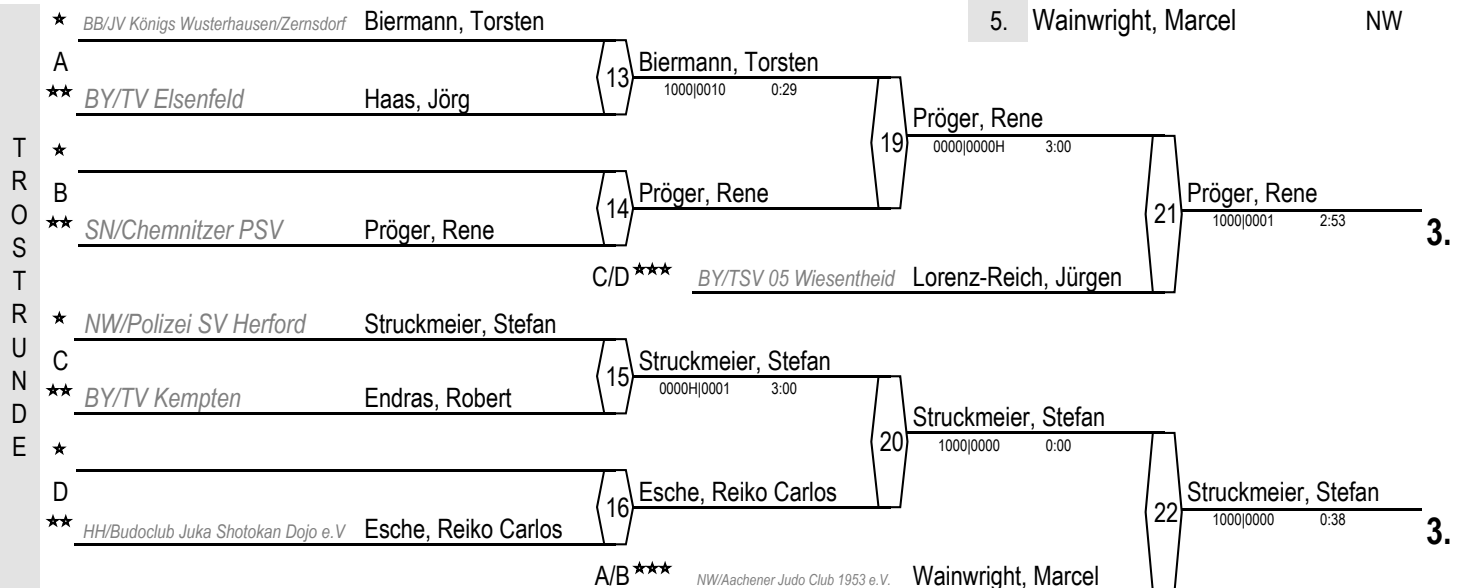 ★ BB/JV Königs Wusterhausen/Zernsdorf Biermann, Torsten
5. Wainwright, Marcel NW
A
13 Biermann, Torsten
1000|0010 0:29
★★ BY/TV Elsenfeld Haas, Jörg
19 Pröger, Rene
0000|0000H 3:00
TROSTRUNDE
★
B
14 Pröger, Rene
★★ SN/Chemnitzer PSV Pröger, Rene
21 Pröger, Rene
1000|0001 2:53
3.
C/D ★★★ BY/TSV 05 Wiesentheid Lorenz-Reich, Jürgen
★ NW/Polizei SV Herford Struckmeier, Stefan
C
15 Struckmeier, Stefan
0000H|0001 3:00
★★ BY/TV Kempten Endras, Robert
20 Struckmeier, Stefan
1000|0000 0:00
★
D
16 Esche, Reiko Carlos
★★ HH/Budoclub Juka Shotokan Dojo e.V Esche, Reiko Carlos
22 Struckmeier, Stefan
1000|0000 0:38
3.
A/B ★★★ NW/Aachener Judo Club 1953 e.V. Wainwright, Marcel